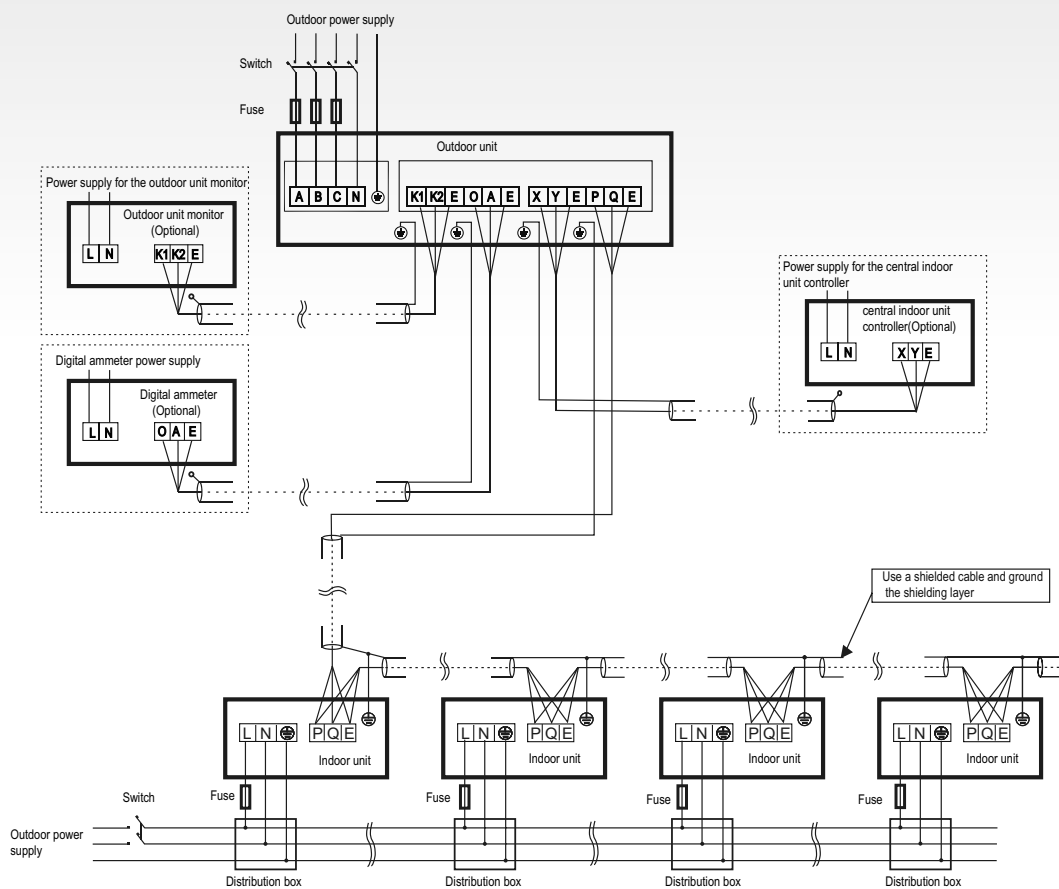 Outdoor power supply
Switch
Fuse
Outdoor unit
A B C N
K1 K2 E O A E
X Y E P Q E
Power supply for the outdoor unit monitor
Outdoor unit monitor
(Optional)
L N
K1 K2 E
Digital ammeter power supply
Digital ammeter
(Optional)
L N
O A E
Power supply for the central indoor
unit controller
central indoor unit
controller(Optional)
L N
X Y E
Use a shielded cable and ground
the shielding layer
L N
P Q E
Indoor unit
L N
P Q E
Indoor unit
L N
P Q E
Indoor unit
L N
P Q E
Indoor unit
Fuse
Fuse
Fuse
Fuse
Switch
Outdoor power
supply
Distribution box
Distribution box
Distribution box
Distribution box